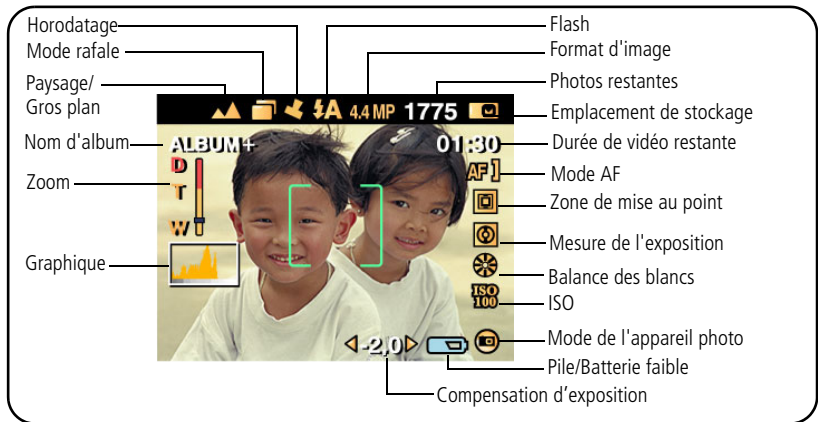 Horodatage
Mode rafale
Paysage/
Gros plan
Nom d'album
Zoom
Graphique
Flash
Format d'image
Photos restantes
Emplacement de stockage
Durée de vidéo restante
Mode AF
Zone de mise au point
Mesure de l'exposition
Balance des blancs
ISO
Mode de l'appareil photo
Pile/Batterie faible
Compensation d'exposition
A 4.4 MP 1775
ALBUM+ 01:30
D
T
W
AF
ISO
100
-2,0